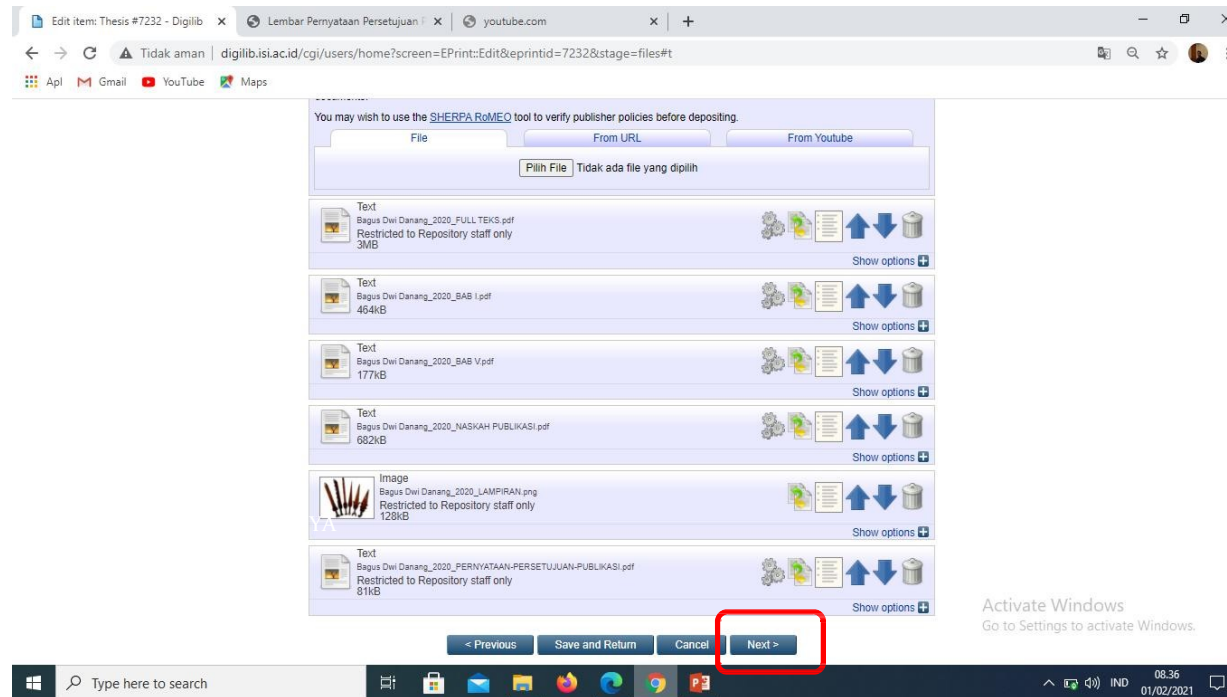 Edit item: Thesis #7232 - Digilib
Lembar Pernyataan Persetujuan
youtube.com
Tidak aman | digilib.isi.ac.id/cgi/users/home?screen=EPrint::Edit&eprintid=7232&stage=files#t
Apl Gmail YouTube Maps
You may wish to use the SHERPA RoMEO tool to verify publisher policies before depositing.
File From URL From Youtube
Pilih File Tidak ada file yang dipilih
Text
Bagus Dwi Danang_2020_FULL TEKS.pdf
Restricted to Repository staff only
3MB
Show options
Text
Bagus Dwi Danang_2020_BAB I.pdf
464kB
Show options
Text
Bagus Dwi Danang_2020_BAB V.pdf
177kB
Show options
Text
Bagus Dwi Danang_2020_NASKAH PUBLIKASI.pdf
682kB
Show options
Image
Bagus Dwi Danang_2020_LAMPIRAN.png
Restricted to Repository staff only
128kB
YA
Show options
Text
Bagus Dwi Danang_2020_PERNYATAAN-PERSETUJUAN-PUBLIKASI.pdf
Restricted to Repository staff only
81kB
Show options
Activate Windows
Go to Settings to activate Windows.
< Previous Save and Return Cancel Next >
Type here to search
IND
08.36
01/02/2021